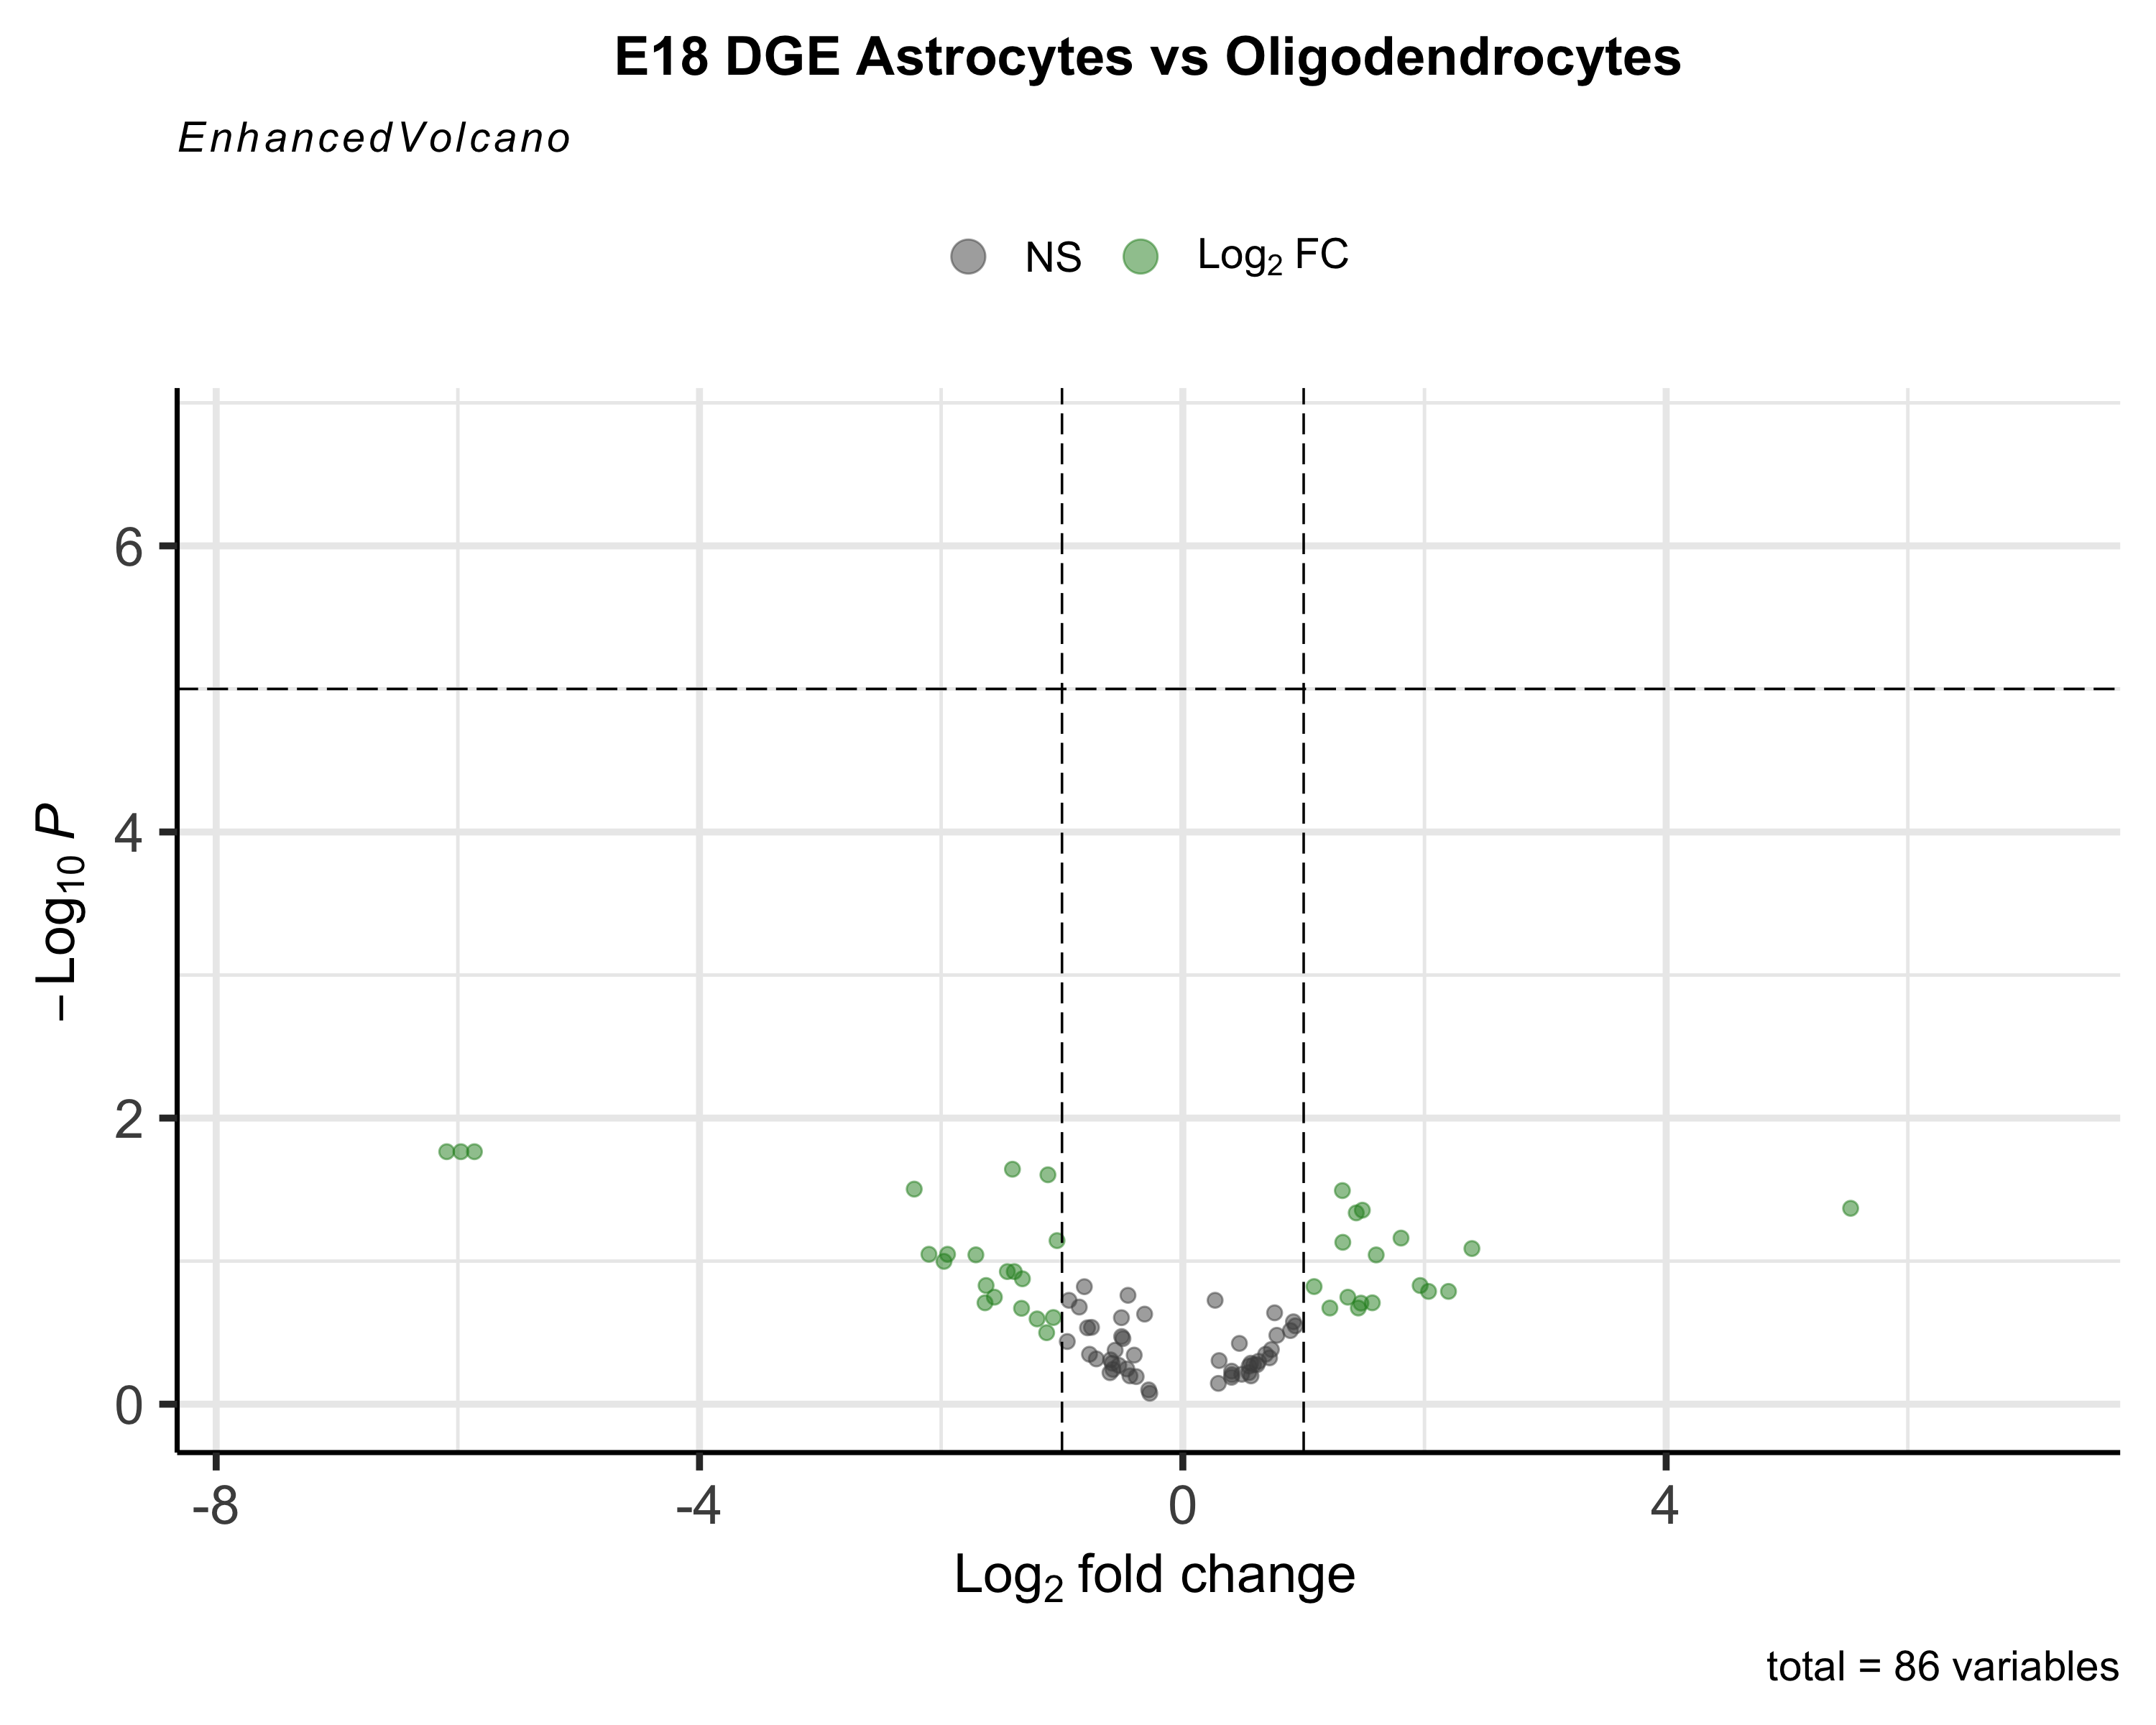 E18 DGE Astrocytes vs Oligodendrocytes
EnhancedVolcano
NS Log₂ FC
6
4
2
0
−Log₁₀ P
-8 -4 0 4
Log₂ fold change
total = 86 variables